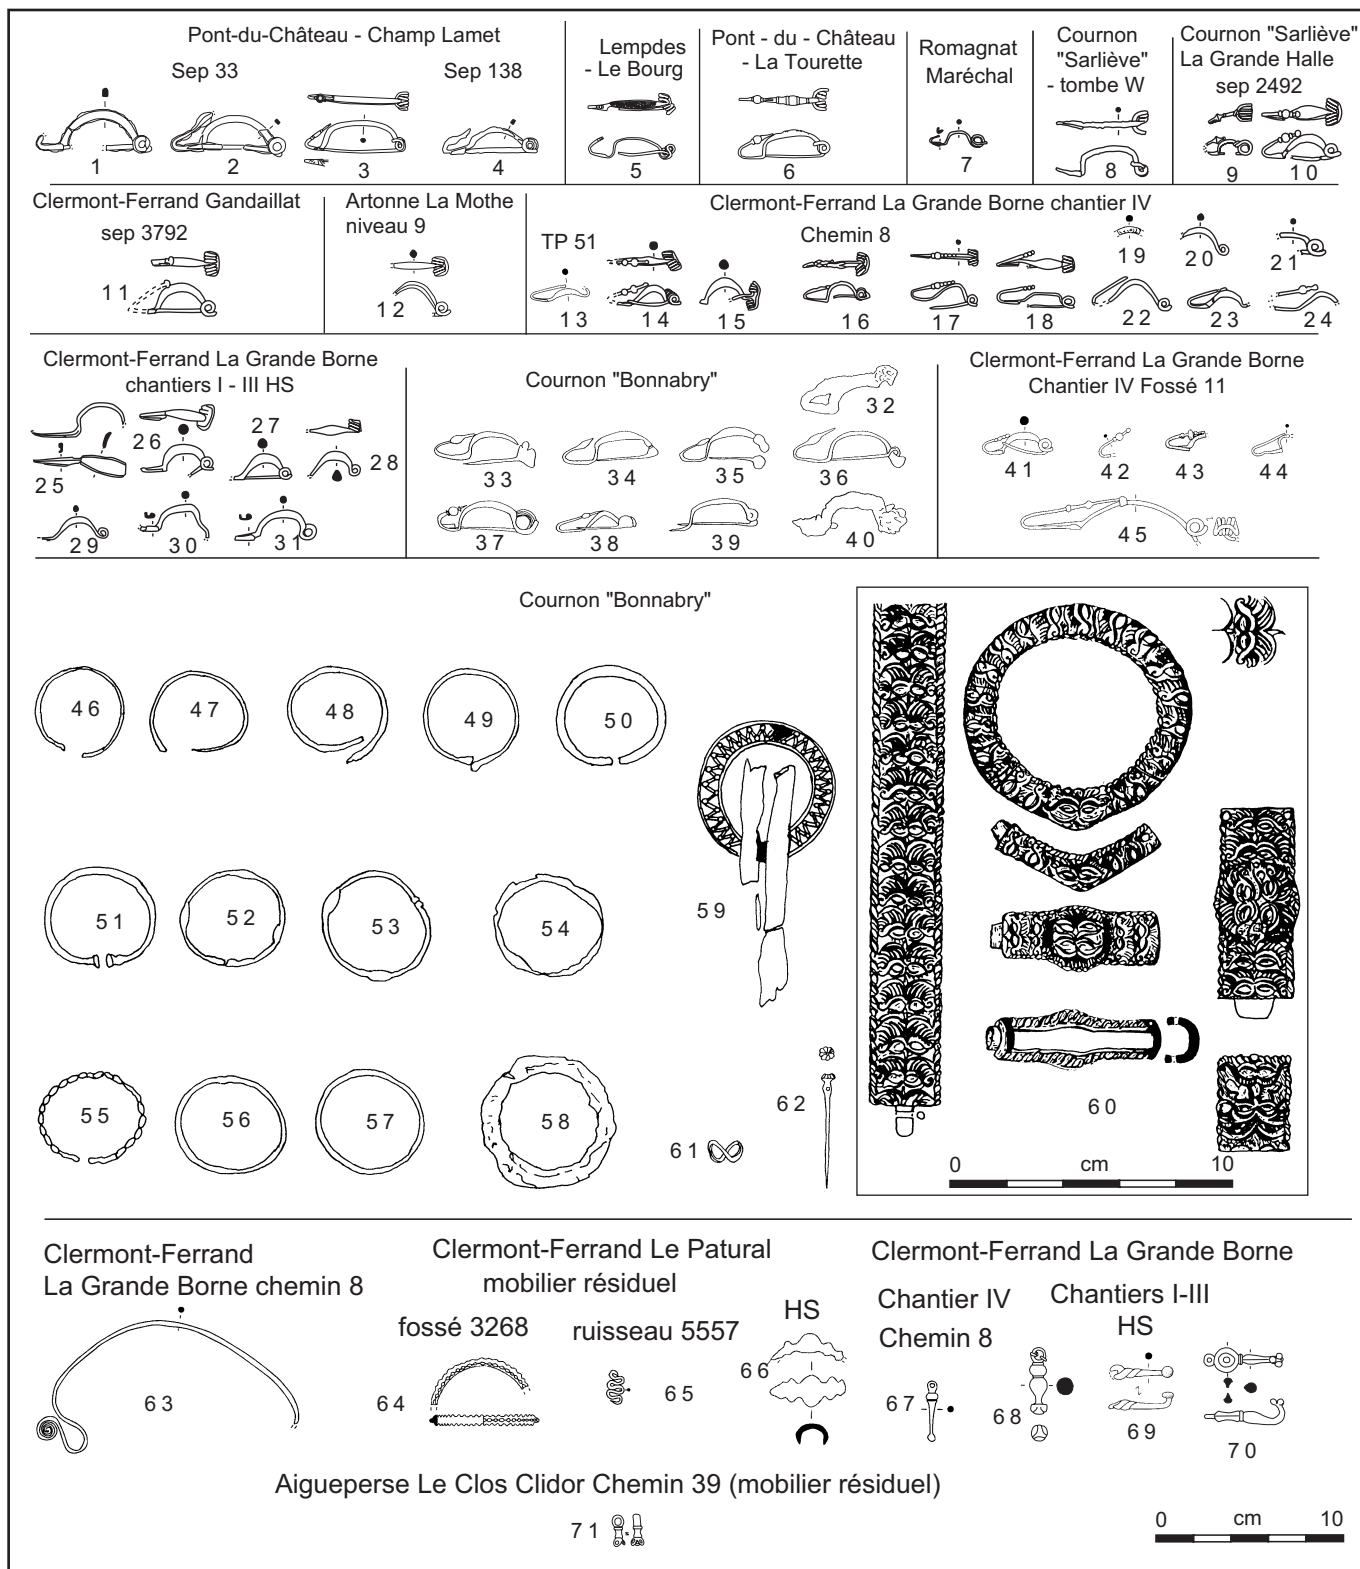 Pont-du-Château - Champ Lamet
Sep 33
Sep 138
1
2
3
4
Lempdes
- Le Bourg
5
Pont - du - Château
- La Tourette
6
Romagnat
Maréchal
7
Cournon
"Sarliève"
- tombe W
8
Cournon "Sarliève"
La Grande Halle
sep 2492
9
10
Clermont-Ferrand Gandaillat
sep 3792
11
Artonne La Mothe
niveau 9
12
Clermont-Ferrand La Grande Borne chantier IV
TP 51
Chemin 8
13
14
15
16
17
18
19
20
21
22
23
24
Clermont-Ferrand La Grande Borne
chantiers I - III HS
25
26
27
28
29
30
31
Cournon "Bonnabry"
32
33
34
35
36
37
38
39
40
Clermont-Ferrand La Grande Borne
Chantier IV Fossé 11
41
42
43
44
45
Cournon "Bonnabry"
46
47
48
49
50
51
52
53
54
55
56
57
58
59
60
0 cm 10
61
62
Clermont-Ferrand
La Grande Borne chemin 8
63
Clermont-Ferrand Le Patural
mobilier résiduel
fossé 3268
64
ruisseau 5557
65
HS
66
Clermont-Ferrand La Grande Borne
Chantier IV
Chemin 8
67
68
Chantiers I-III
HS
69
70
Aigueperse Le Clos Clidor Chemin 39 (mobilier résiduel)
71
0 cm 10